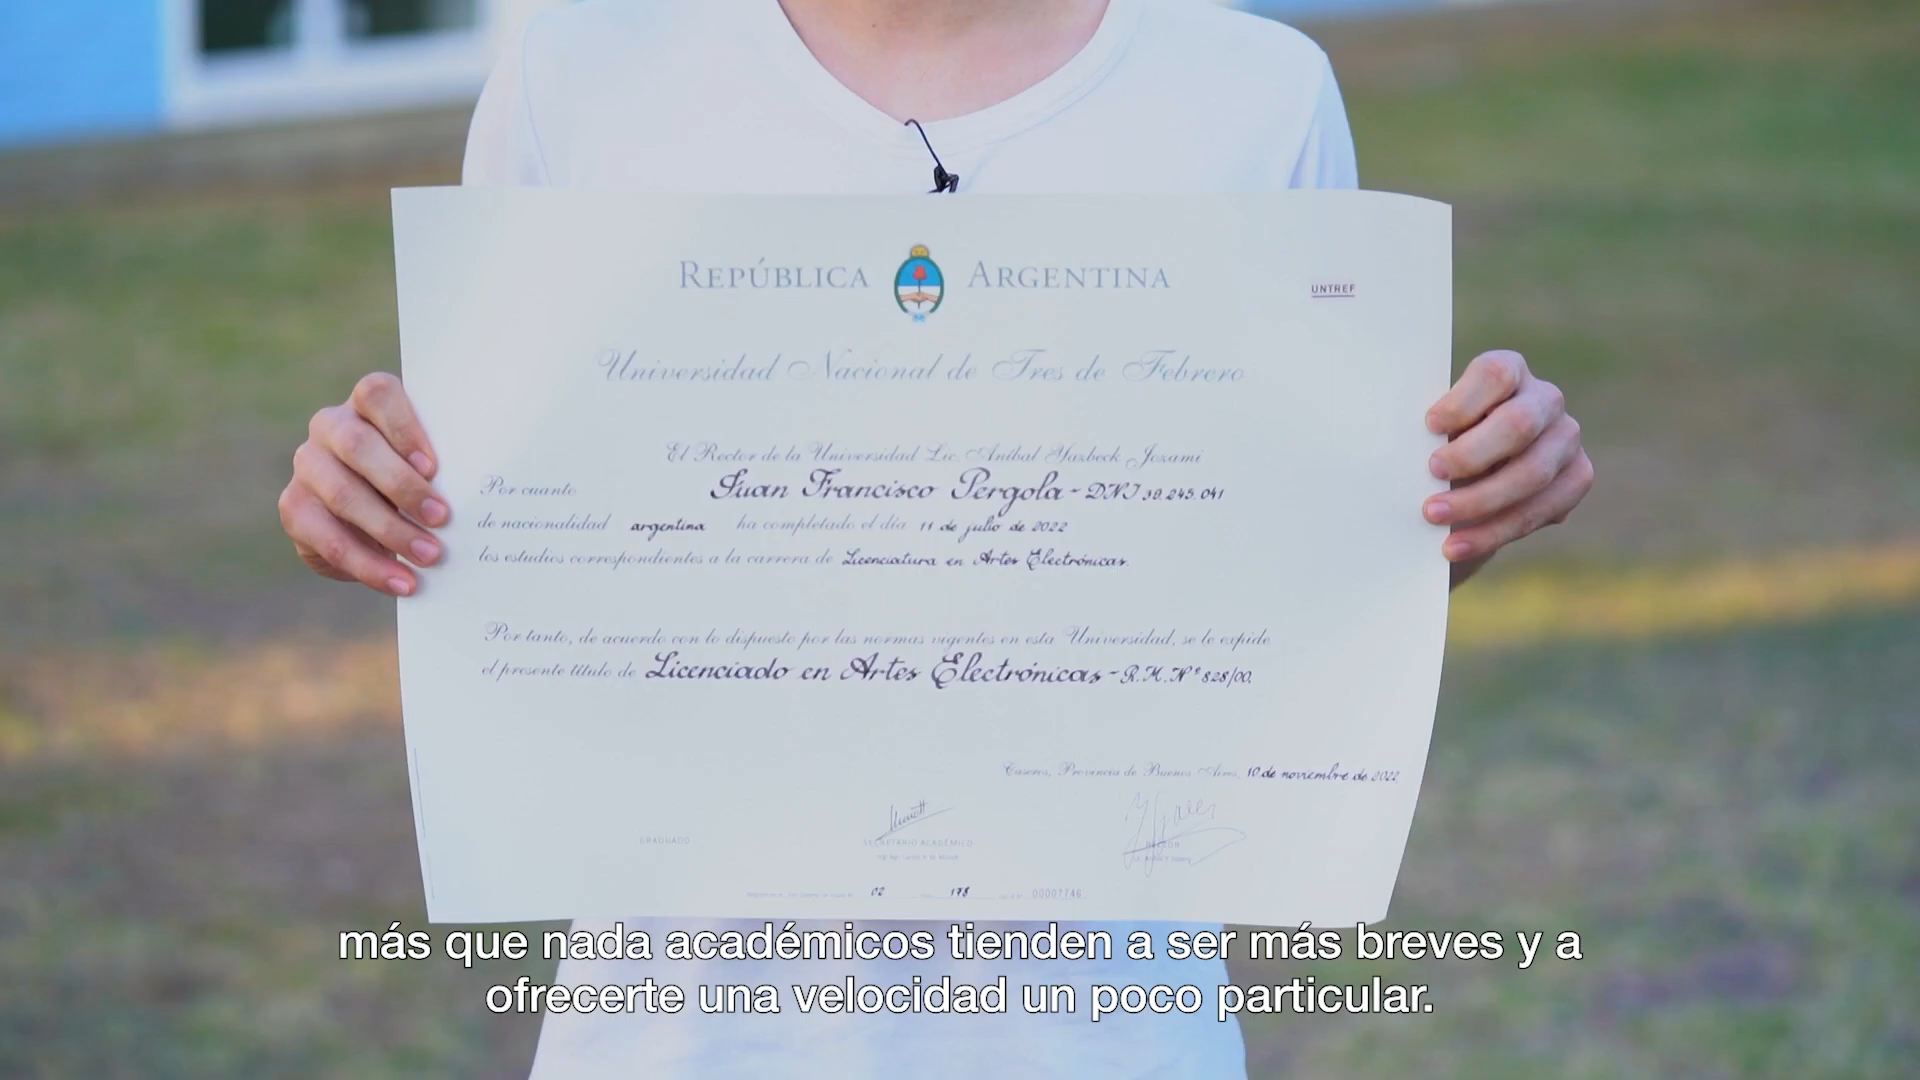 REPÚBLICA ARGENTINA
UNTREF
Universidad Nacional de Tres de Febrero
El Rector de la Universidad Lic. Aníbal Yazbeck Jozami
Por cuanto Juan Francisco Pergola - DNI 39.245.041
de nacionalidad argentina ha completado el día 11 de julio de 2022
los estudios correspondientes a la carrera de Licenciatura en Artes Electrónicas.
Por tanto, de acuerdo con lo dispuesto por las normas vigentes en esta Universidad, se le expide
el presente título de Licenciado en Artes Electrónicas - R.M. Nº 828/00.
Caseros, Provincia de Buenos Aires, 10 de noviembre de 2022
GRADUADO SECRETARIO ACADÉMICO RECTOR
02 178 00007746
más que nada académicos tienden a ser más breves y a
ofrecerte una velocidad un poco particular.